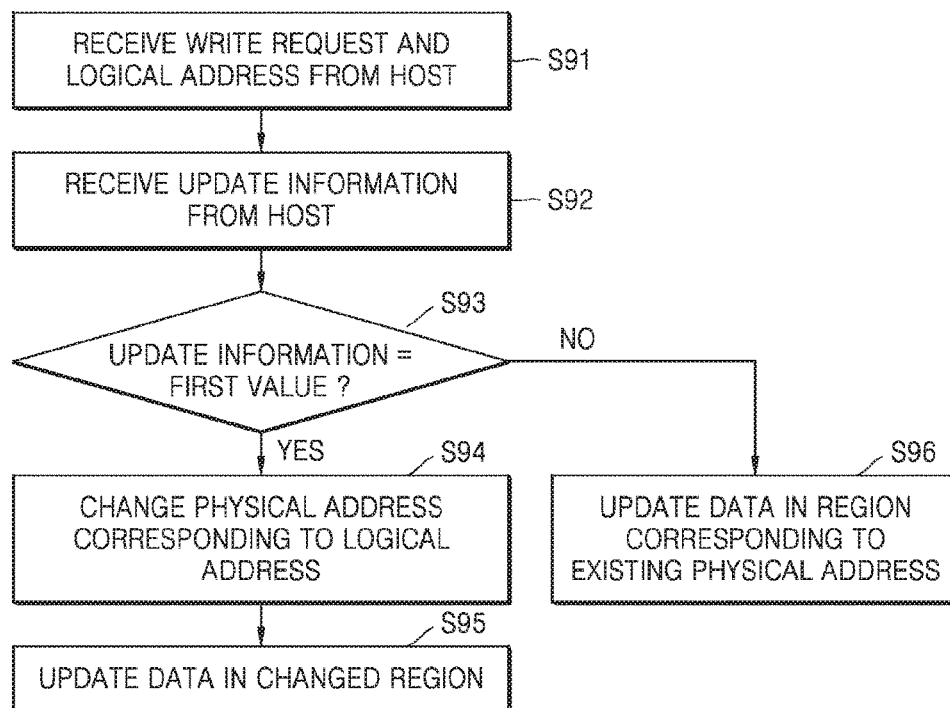 RECEIVE WRITE REQUEST AND
LOGICAL ADDRESS FROM HOST
S91
RECEIVE UPDATE INFORMATION
FROM HOST
S92
S93
UPDATE INFORMATION =
FIRST VALUE ?
NO
YES
S94
CHANGE PHYSICAL ADDRESS
CORRESPONDING TO LOGICAL
ADDRESS
S96
UPDATE DATA IN REGION
CORRESPONDING TO
EXISTING PHYSICAL ADDRESS
S95
UPDATE DATA IN CHANGED REGION